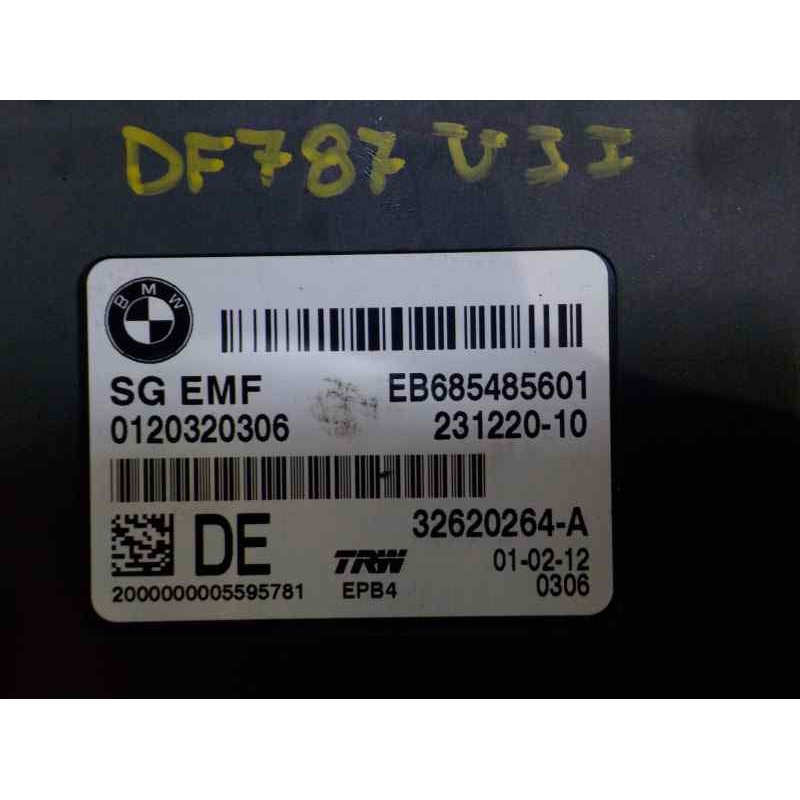 DF787 UJI
BMW
SG EMF EB685485601
0120320306 231220-10
32620264-A
DE TRW 01-02-12
2000000005595781 EPB4 0306